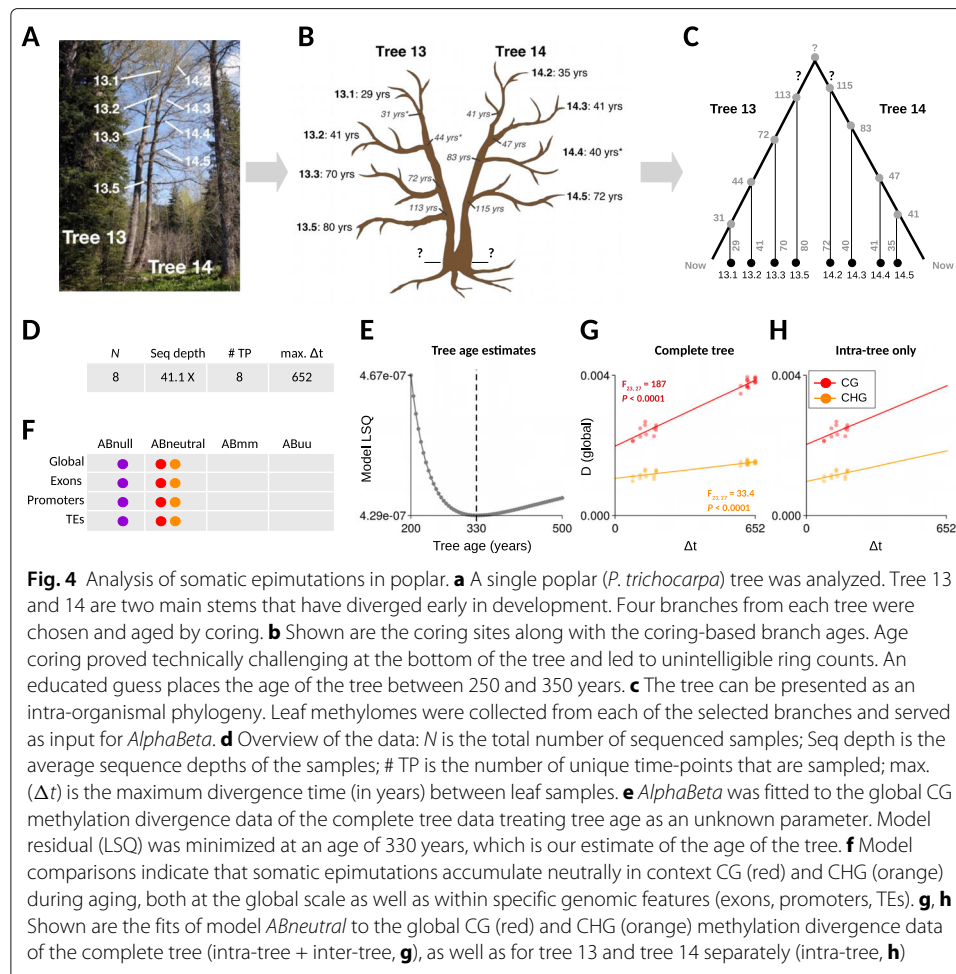 A
13.1
14.2
13.2
14.3
13.3
14.4
14.5
13.5
Tree 13
Tree 14
B
Tree 13 Tree 14
14.2: 35 yrs
13.1: 29 yrs
31 yrs*
41 yrs
14.3: 41 yrs
13.2: 41 yrs
44 yrs*
47 yrs
83 yrs
14.4: 40 yrs*
13.3: 70 yrs
72 yrs
113 yrs
115 yrs
14.5: 72 yrs
13.5: 80 yrs
? ?
C
?
? ?
113 115
Tree 13 Tree 14
72 83
44 47
31 41
29 41 70 80 72 40 41 35
Now Now
13.1 13.2 13.3 13.5 14.2 14.3 14.4 14.5
D
N Seq depth # TP max. Δt
8 41.1 X 8 652
F
ABnull ABneutral ABmm ABuu
Global
Exons
Promoters
TEs
E
Tree age estimates
4.67e-07
Model LSQ
4.29e-07
200 330 500
Tree age (years)
G
Complete tree
0.004
F23, 27 = 187
P < 0.0001
D (global)
F23, 27 = 33.4
P < 0.0001
0.000
0 652
Δt
H
Intra-tree only
0.004
CG
CHG
0.000
0 652
Δt
Fig. 4 Analysis of somatic epimutations in poplar. a A single poplar (P. trichocarpa) tree was analyzed. Tree 13
and 14 are two main stems that have diverged early in development. Four branches from each tree were
chosen and aged by coring. b Shown are the coring sites along with the coring-based branch ages. Age
coring proved technically challenging at the bottom of the tree and led to unintelligible ring counts. An
educated guess places the age of the tree between 250 and 350 years. c The tree can be presented as an
intra-organismal phylogeny. Leaf methylomes were collected from each of the selected branches and served
as input for AlphaBeta. d Overview of the data: N is the total number of sequenced samples; Seq depth is the
average sequence depths of the samples; # TP is the number of unique time-points that are sampled; max.
(Δt) is the maximum divergence time (in years) between leaf samples. e AlphaBeta was fitted to the global CG
methylation divergence data of the complete tree data treating tree age as an unknown parameter. Model
residual (LSQ) was minimized at an age of 330 years, which is our estimate of the age of the tree. f Model
comparisons indicate that somatic epimutations accumulate neutrally in context CG (red) and CHG (orange)
during aging, both at the global scale as well as within specific genomic features (exons, promoters, TEs). g, h
Shown are the fits of model ABneutral to the global CG (red) and CHG (orange) methylation divergence data
of the complete tree (intra-tree + inter-tree, g), as well as for tree 13 and tree 14 separately (intra-tree, h)